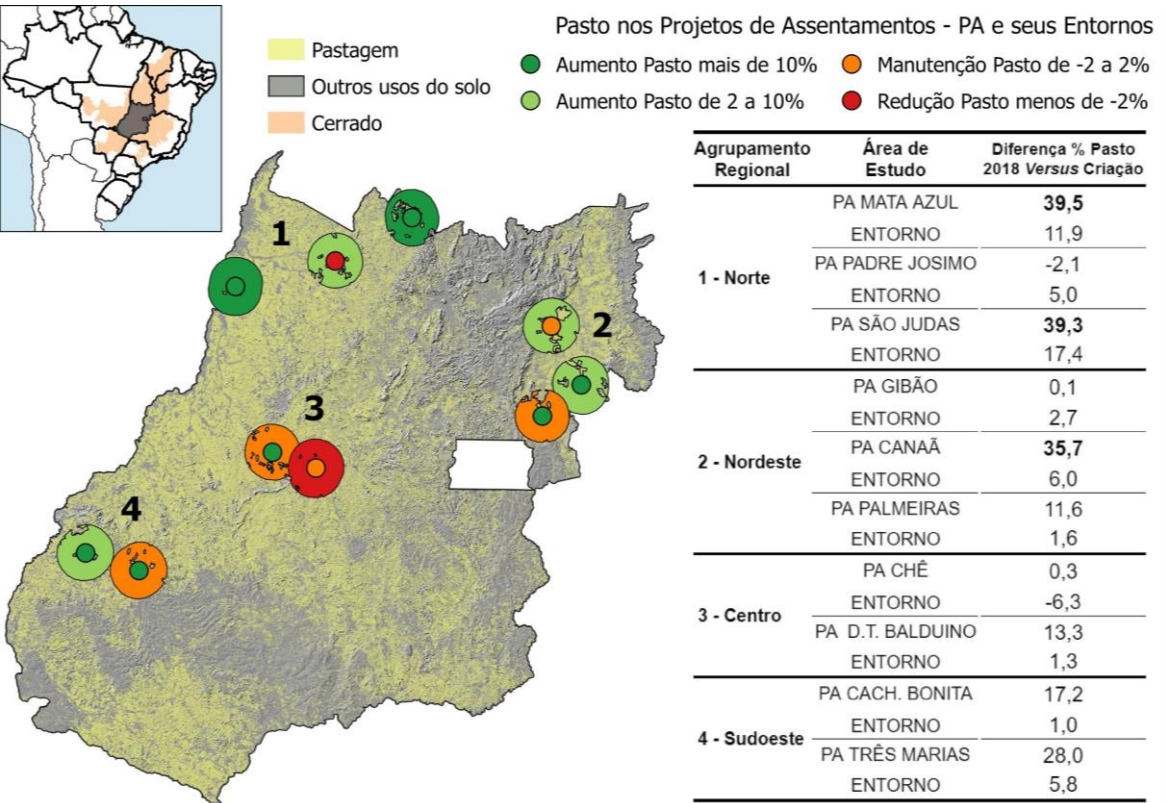 Pasto nos Projetos de Assentamentos - PA e seus Entornos
Pastagem
Outros usos do solo
Cerrado
Aumento Pasto mais de 10%
Manutenção Pasto de -2 a 2%
Aumento Pasto de 2 a 10%
Redução Pasto menos de -2%
1
2
3
4
Agrupamento Regional
Área de Estudo
Diferença % Pasto 2018 Versus Criação
1 - Norte
PA MATA AZUL 39,5
ENTORNO 11,9
PA PADRE JOSIMO -2,1
ENTORNO 5,0
PA SÃO JUDAS 39,3
ENTORNO 17,4
2 - Nordeste
PA GIBÃO 0,1
ENTORNO 2,7
PA CANAÃ 35,7
ENTORNO 6,0
PA PALMEIRAS 11,6
ENTORNO 1,6
3 - Centro
PA CHÊ 0,3
ENTORNO -6,3
PA D.T. BALDUINO 13,3
ENTORNO 1,3
4 - Sudoeste
PA CACH. BONITA 17,2
ENTORNO 1,0
PA TRÊS MARIAS 28,0
ENTORNO 5,8